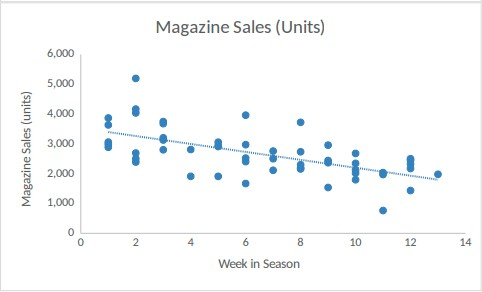 Magazine Sales (Units)
6,000
5,000
4,000
3,000
2,000
1,000
0
Magazine Sales (units)
0 2 4 6 8 10 12 14
Week in Season